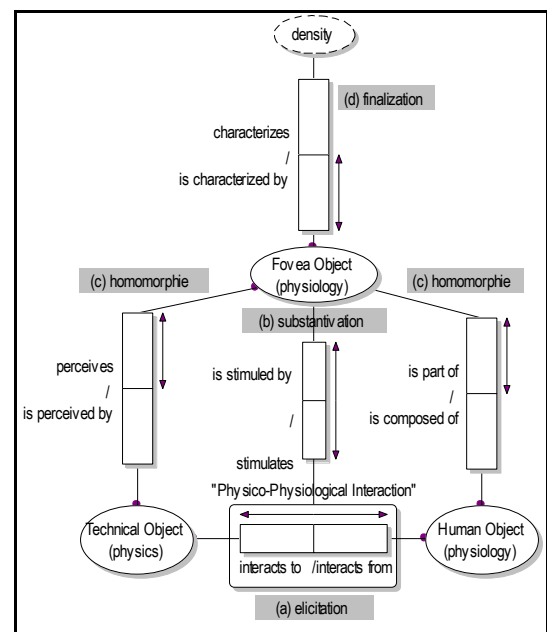 density
(d) finalization
characterizes
/
is characterized by
Fovea Object
(physiology)
(c) homomorphie
(c) homomorphie
(b) substantivation
perceives
/
is perceived by
is stimuled by
/
stimulates
is part of
/
is composed of
"Physico-Physiological Interaction"
Technical Object
(physics)
Human Object
(physiology)
interacts to /interacts from
(a) elicitation